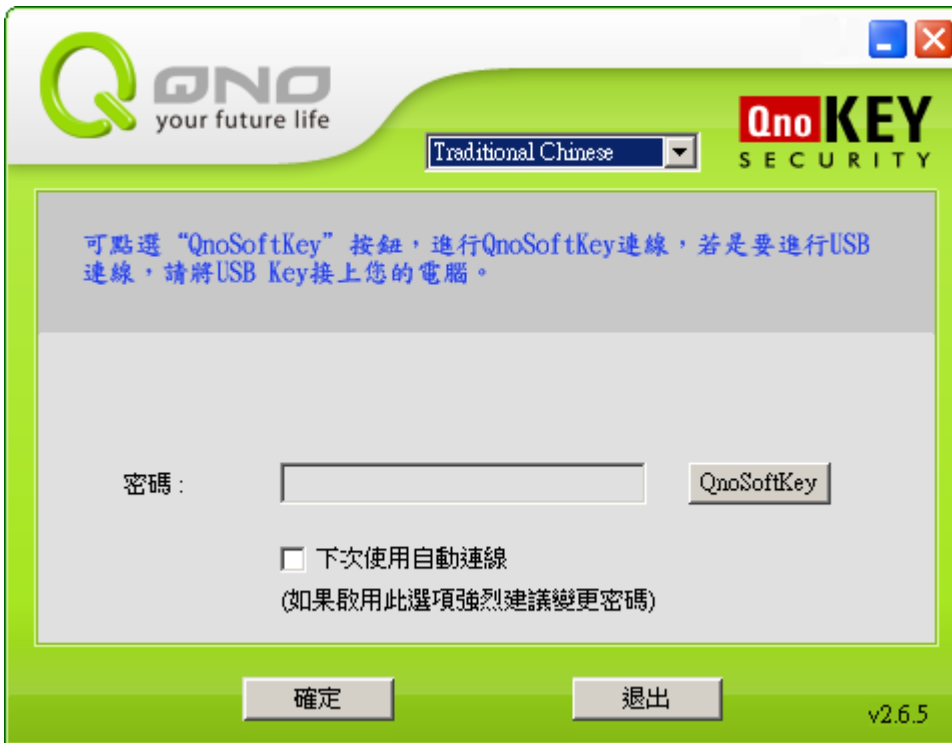 QNO
your future life
Qno KEY
SECURITY
Traditional Chinese
可點選“QnoSoftKey”按鈕，進行QnoSoftKey連線，若是要進行USB
連線，請將USB Key接上您的電腦。
密碼：
QnoSoftKey
下次使用自動連線
(如果啟用此選項強烈建議變更密碼)
確定
退出
v2.6.5